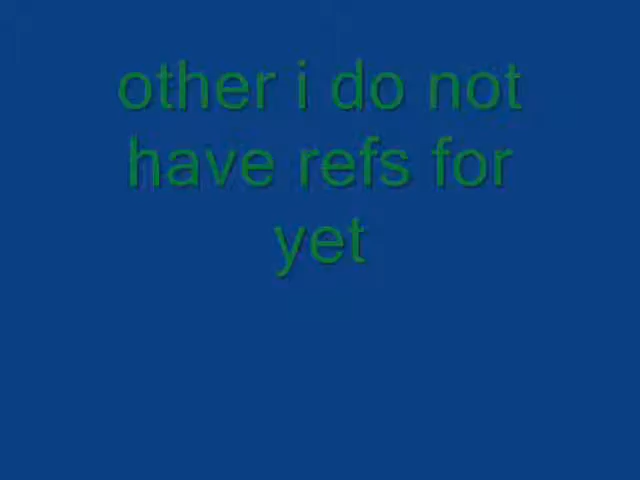 other i do not
have refs for
yet